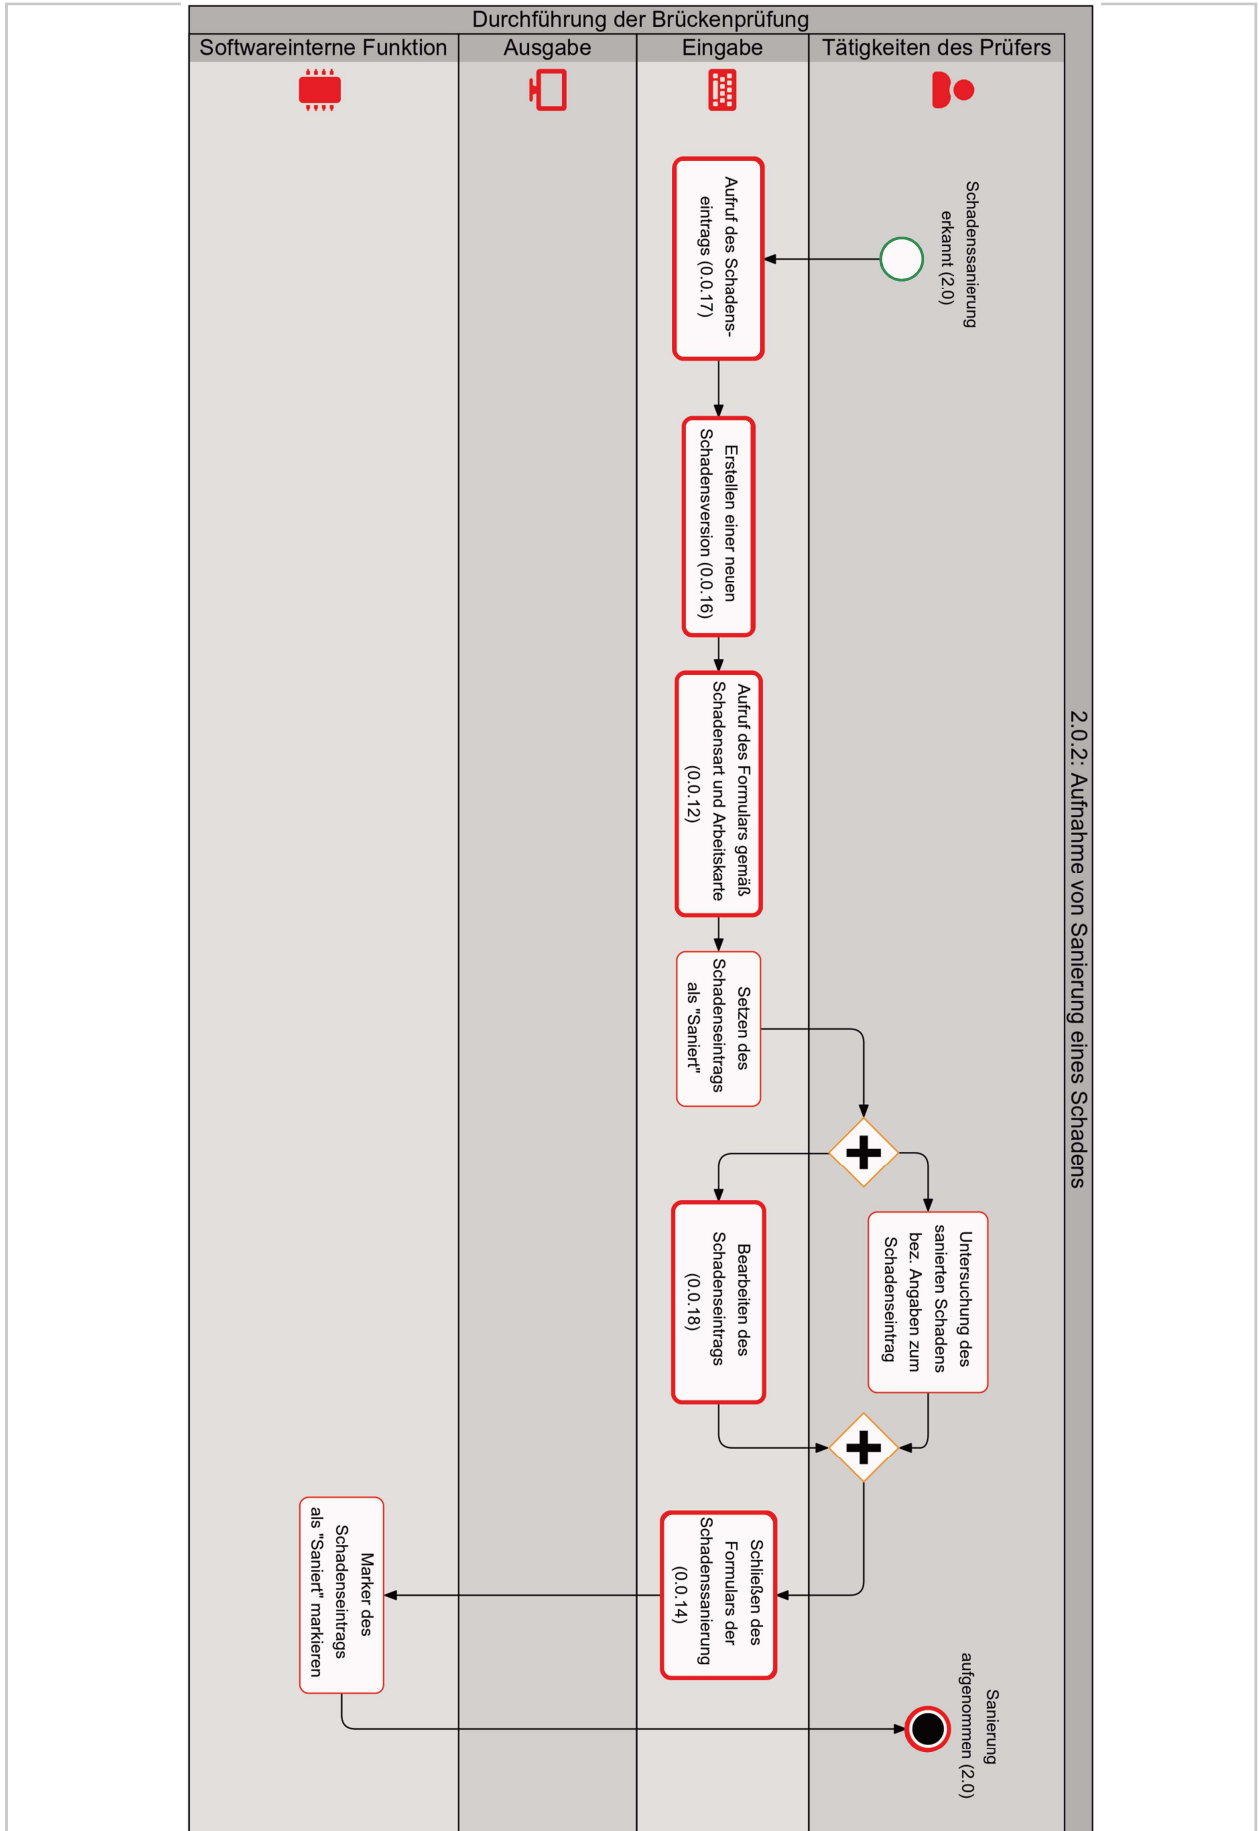 Durchführung der Brückenprüfung
Softwareinterne Funktion
Ausgabe
Eingabe
Tätigkeiten des Prüfers
2.0.2: Aufnahme von Sanierung eines Schadens
Schadenssanierung
erkannt (2.0)
Aufruf des Schadens-
eintrags (0.0.17)
Erstellen einer neuen
Schadensversion (0.0.16)
Aufruf des Formulars gemäß
Schadensart und Arbeitskarte
(0.0.12)
Setzen des
Schadenseintrags
als "Saniert"
Untersuchung des
sanierten Schadens
bez. Angaben zum
Schadenseintrag
Bearbeiten des
Schadenseintrags
(0.0.18)
Schließen des
Formulars der
Schadenssanierung
(0.0.14)
Marker des
Schadenseintrags
als "Saniert" markieren
Sanierung
aufgenommen (2.0)